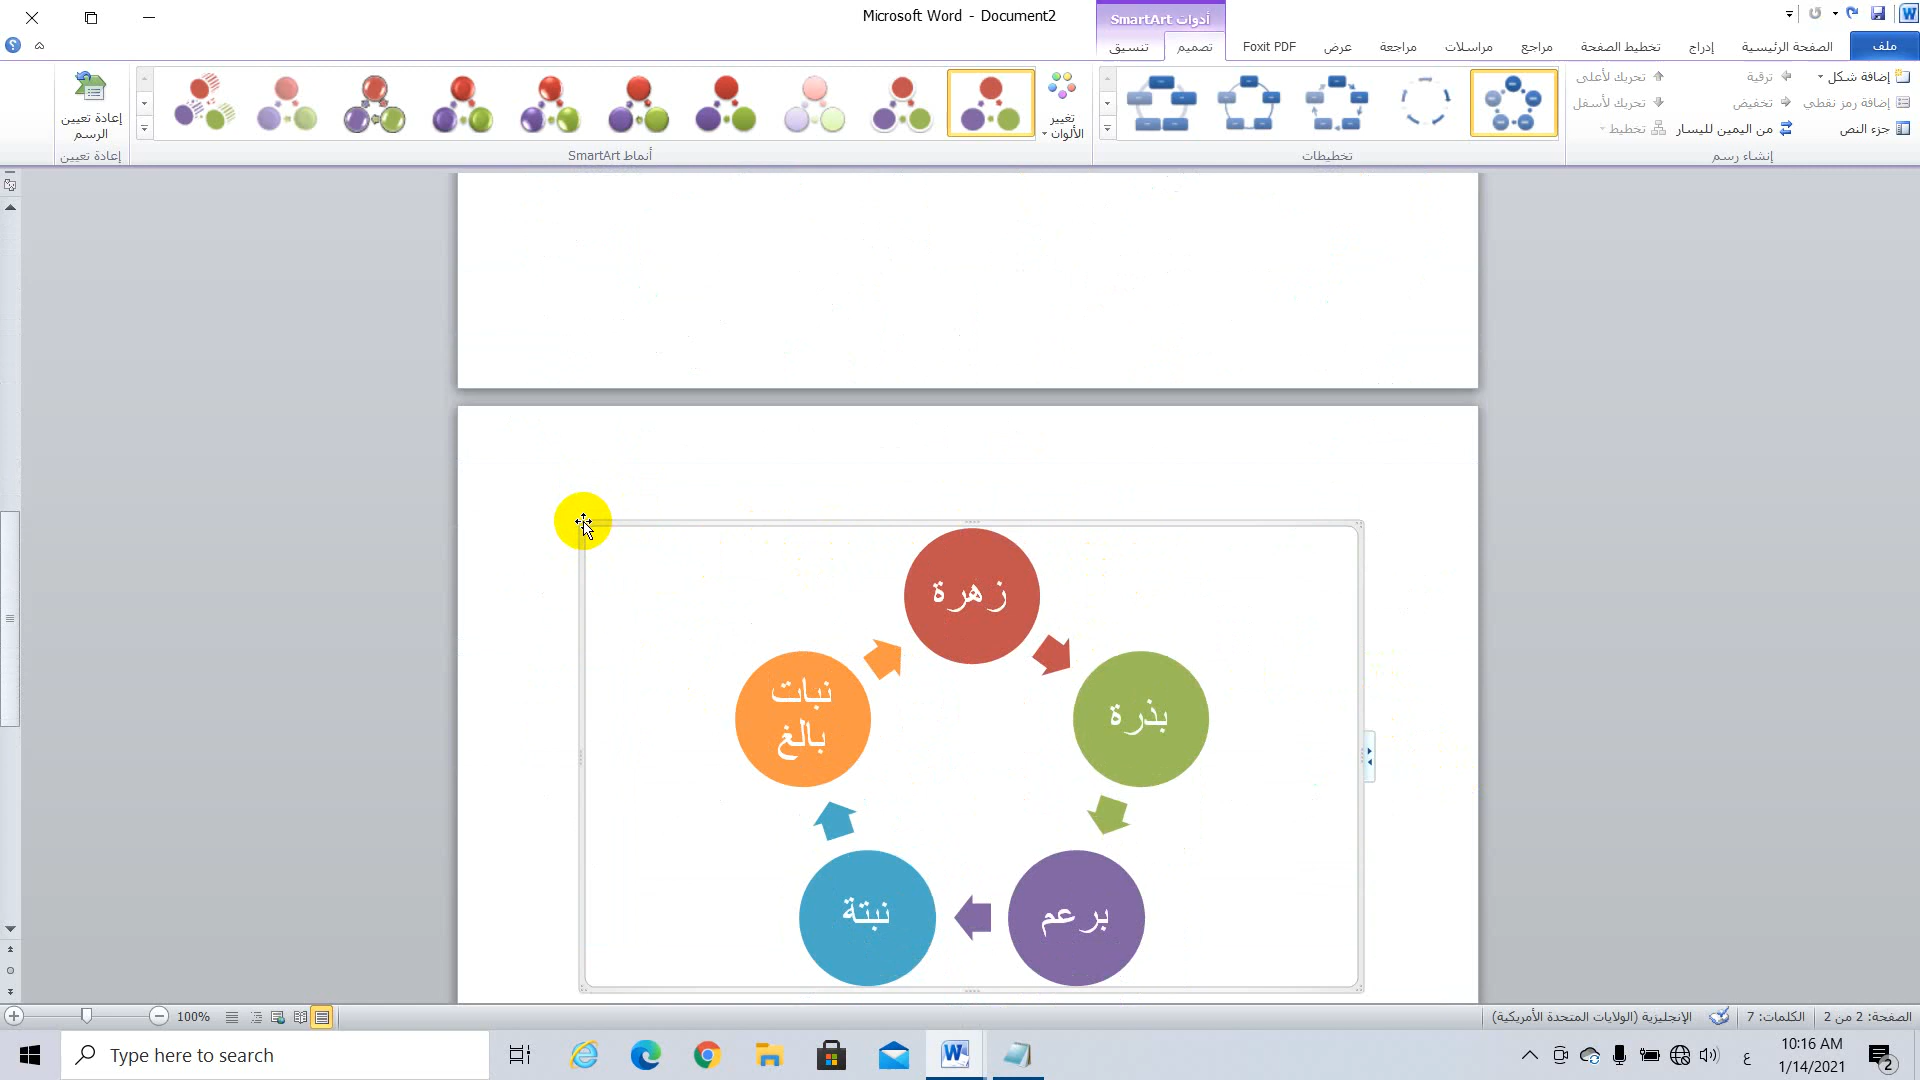 Microsoft Word - Document2
أدوات SmartArt
ملف
الصفحة الرئيسية
إدراج
تخطيط الصفحة
مراجع
مراسلات
مراجعة
عرض
Foxit PDF
تصميم
تنسيق
إضافة شكل
ترقية
تحريك لأعلى
إضافة رمز نقطي
تخفيض
تحريك لأسفل
جزء النص
من اليمين لليسار
تخطيط
إنشاء رسم
تخطيطات
تغيير
الألوان
أنماط SmartArt
إعادة تعيين
الرسم
إعادة تعيين
زهرة
بذرة
برعم
نبتة
نبات
بالغ
الصفحة: 2 من 2
الكلمات: 7
الإنجليزية (الولايات المتحدة الأمريكية)
100%
Type here to search
ع
10:16 AM
1/14/2021
2